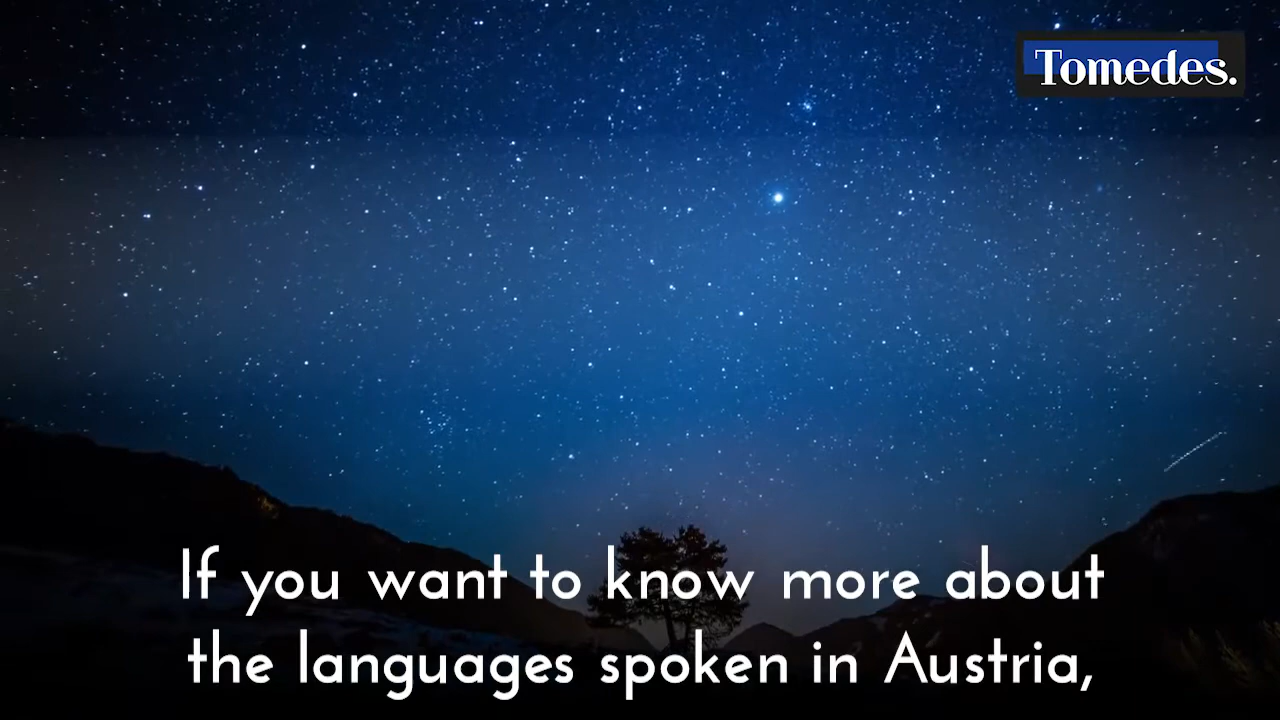 Tomedes.
If you want to know more about
the languages spoken in Austria,